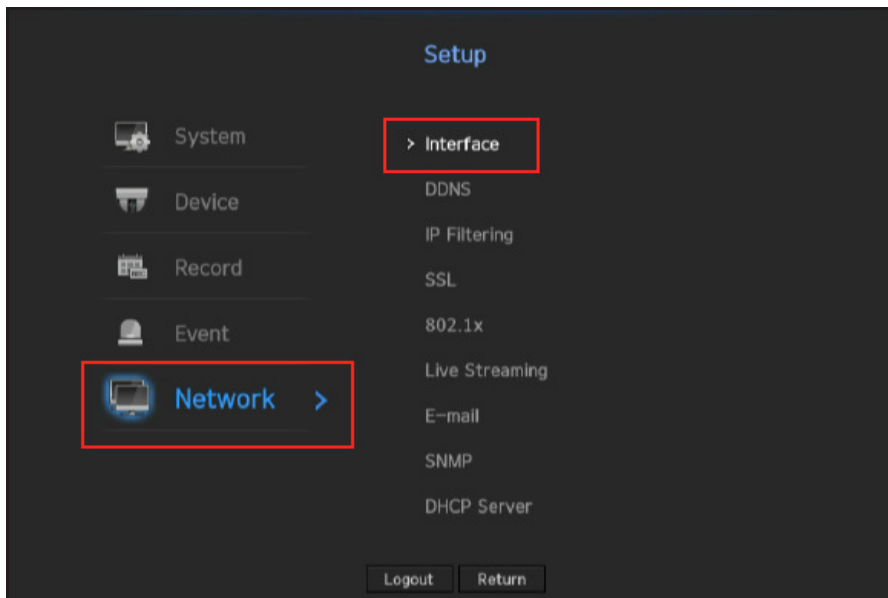 Setup
System
Device
Record
Event
Network >
> Interface
DDNS
IP Filtering
SSL
802.1x
Live Streaming
E-mail
SNMP
DHCP Server
Logout
Return